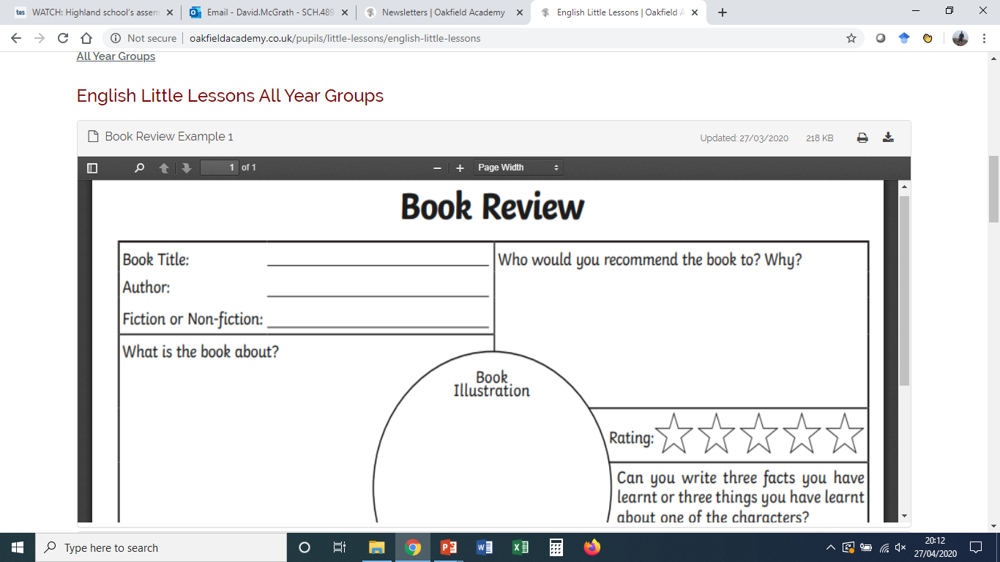 WATCH: Highland school's assem
Email - David.McGrath - SCH.489
Newsletters | Oakfield Academy
English Little Lessons | Oakfield A
Not secure | oakfieldacademy.co.uk/pupils/little-lessons/english-little-lessons
All Year Groups
English Little Lessons All Year Groups
Book Review Example 1
Updated: 27/03/2020
218 KB
1 of 1
Page Width
Book Review
Book Title:
Author:
Fiction or Non-fiction:
Who would you recommend the book to? Why?
What is the book about?
Book
Illustration
Rating:
Can you write three facts you have
learnt or three things you have learnt
about one of the characters?
Type here to search
20:12
27/04/2020